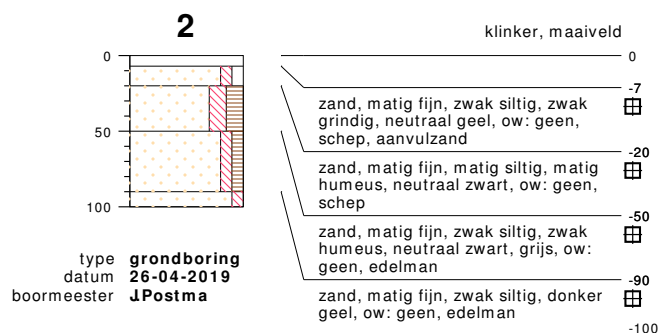 2
klinker, maaiveld
0
0
-7
zand, matig fijn, zwak siltig, zwak
grindig, neutraal geel, ow: geen,
schep, aanvulzand
-20
zand, matig fijn, matig siltig, matig
humeus, neutraal zwart, ow: geen,
schep
50
-50
zand, matig fijn, zwak siltig, zwak
humeus, neutraal zwart, grijs, ow:
geen, edelman
100
-90
zand, matig fijn, zwak siltig, donker
geel, ow: geen, edelman
-100
type grondboring
datum 26-04-2019
boormeester J.Postma